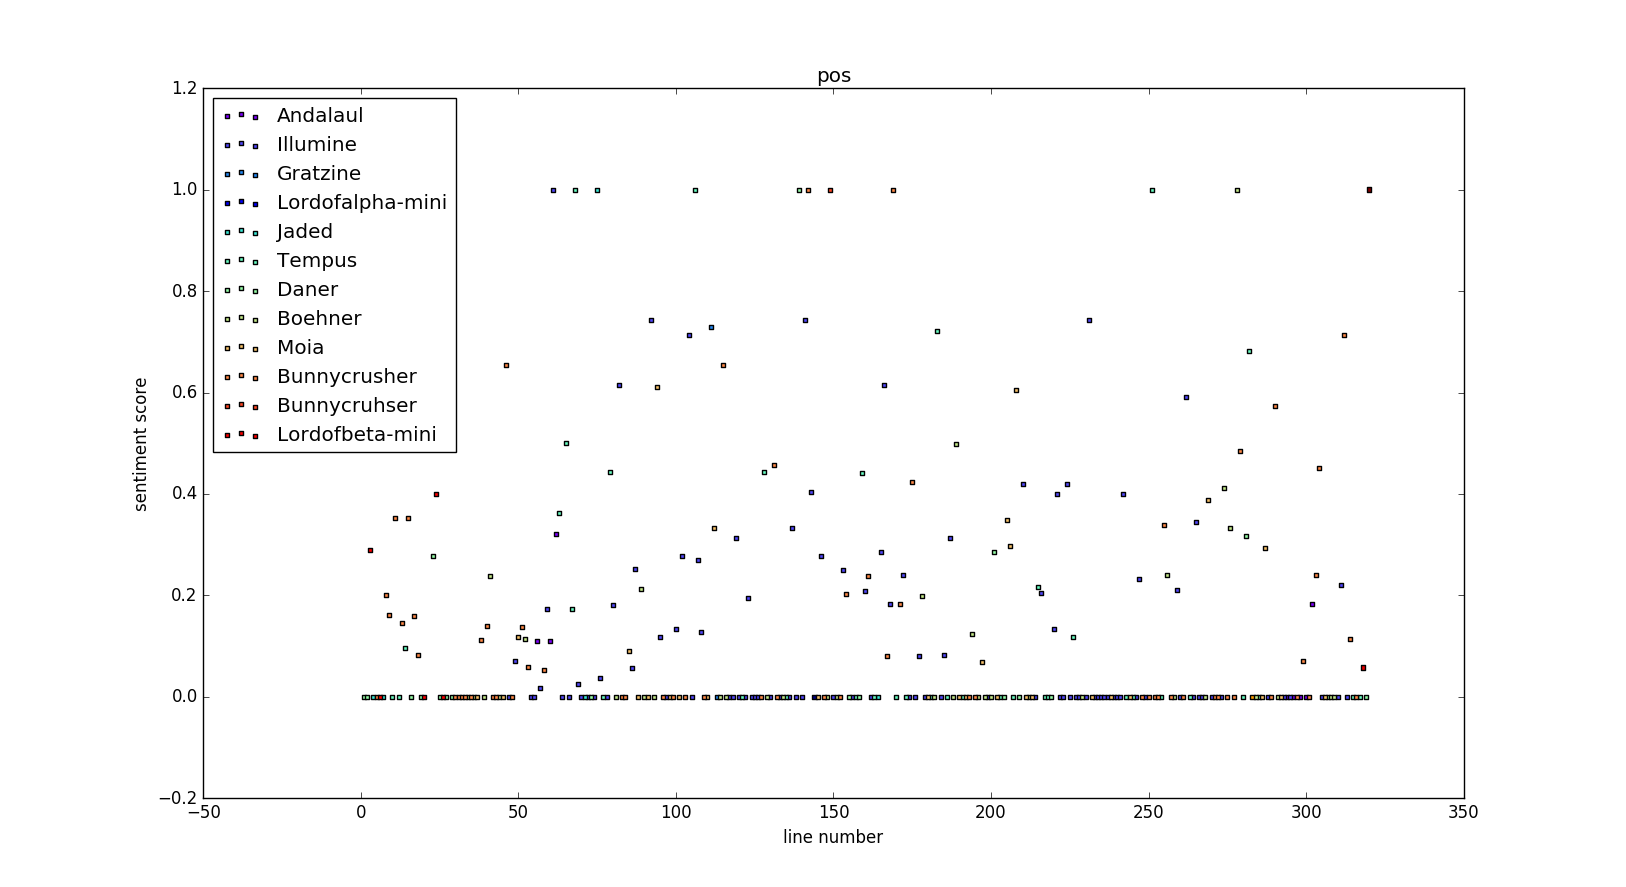 pos
1.2
1.0
0.8
0.6
0.4
0.2
0.0
−0.2
sentiment score
Andalaul
Illumine
Gratzine
Lordofalpha-mini
Jaded
Tempus
Daner
Boehner
Moia
Bunnycrusher
Bunnycruhser
Lordofbeta-mini
−50 0 50 100 150 200 250 300 350
line number